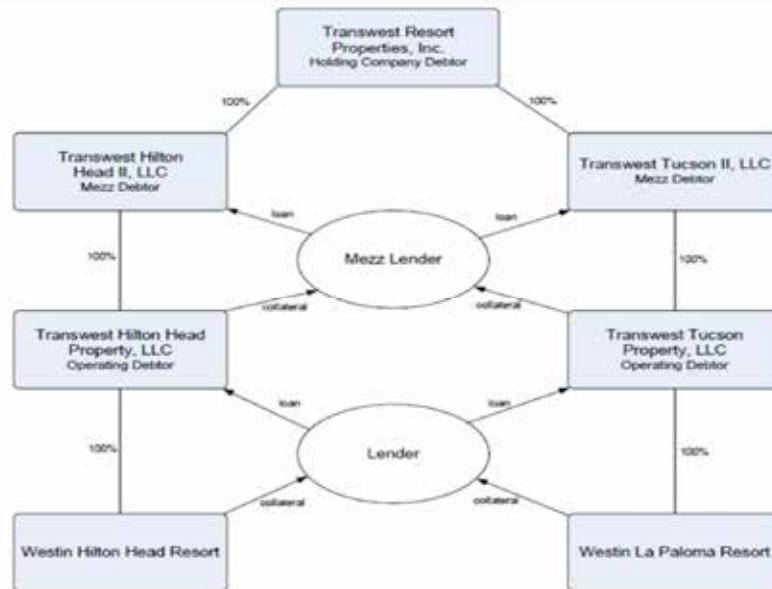 Transwest Resort
Properties, Inc.
Holding Company Debtor
100%
100%
Transwest Hilton
Head II, LLC
Mezz Debtor
Transwest Tucson II, LLC
Mezz Debtor
loan
loan
Mezz Lender
100%
100%
collateral
collateral
Transwest Hilton Head
Property, LLC
Operating Debtor
Transwest Tucson
Property, LLC
Operating Debtor
loan
loan
Lender
100%
100%
collateral
collateral
Westin Hilton Head Resort
Westin La Paloma Resort